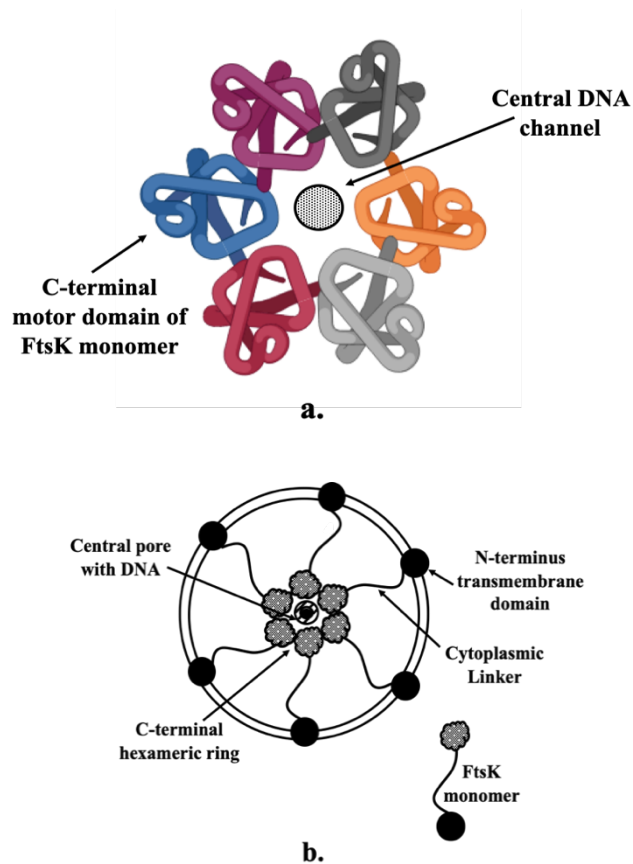 Central DNA
channel
C-terminal
motor domain of
FtsK monomer
a.
Central pore
with DNA
N-terminus
transmembrane
domain
Cytoplasmic
Linker
C-terminal
hexameric ring
FtsK
monomer
b.